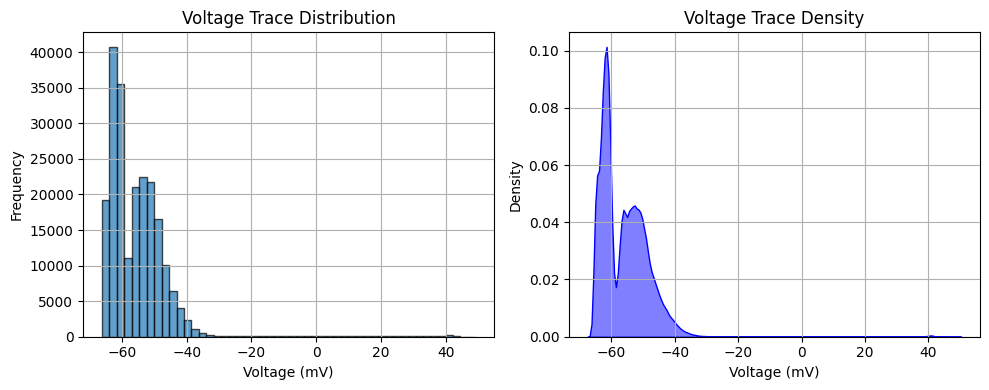 Voltage Trace Distribution
Frequency
40000
35000
30000
25000
20000
15000
10000
5000
0
−60 −40 −20 0 20 40
Voltage (mV)
Voltage Trace Density
Density
0.10
0.08
0.06
0.04
0.02
0.00
−60 −40 −20 0 20 40
Voltage (mV)